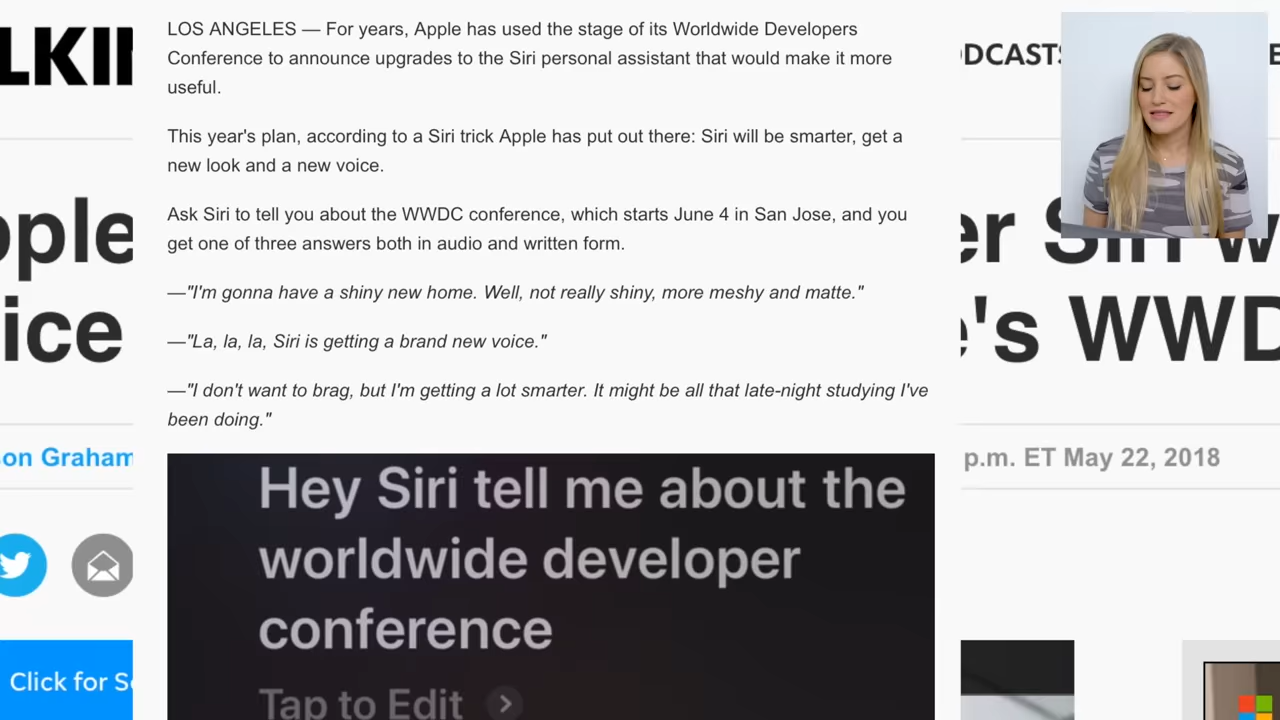 LOS ANGELES — For years, Apple has used the stage of its Worldwide Developers
Conference to announce upgrades to the Siri personal assistant that would make it more
useful.
This year's plan, according to a Siri trick Apple has put out there: Siri will be smarter, get a
new look and a new voice.
Ask Siri to tell you about the WWDC conference, which starts June 4 in San Jose, and you
get one of three answers both in audio and written form.
—"I'm gonna have a shiny new home. Well, not really shiny, more meshy and matte."
—"La, la, la, Siri is getting a brand new voice."
—"I don't want to brag, but I'm getting a lot smarter. It might be all that late-night studying I've
been doing."
Hey Siri tell me about the
worldwide developer
conference
Tap to Edit
LKI
ODCASTS
E
pple
er Siri w
ice
e's WWD
on Graham
p.m. ET May 22, 2018
Click for S